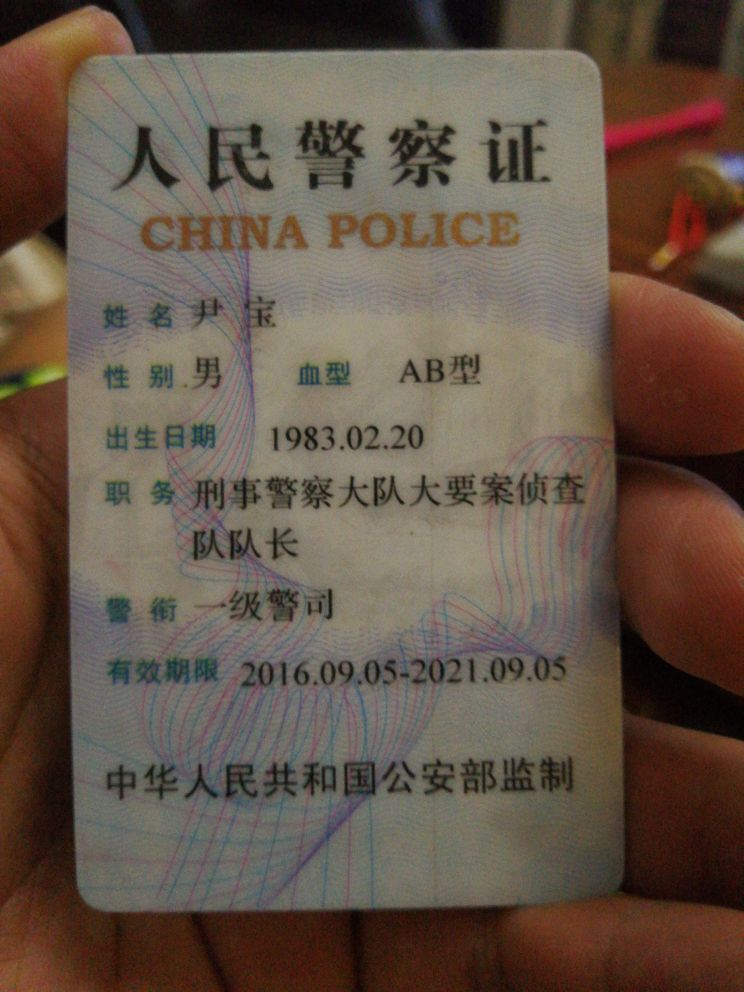 人民警察证
CHINA POLICE
姓 名 尹 宝
性 别 男 血型 AB型
出生日期 1983.02.20
职 务 刑事警察大队大要案侦查
队队长
警 衔 一级警司
有效期限 2016.09.05-2021.09.05
中华人民共和国公安部监制